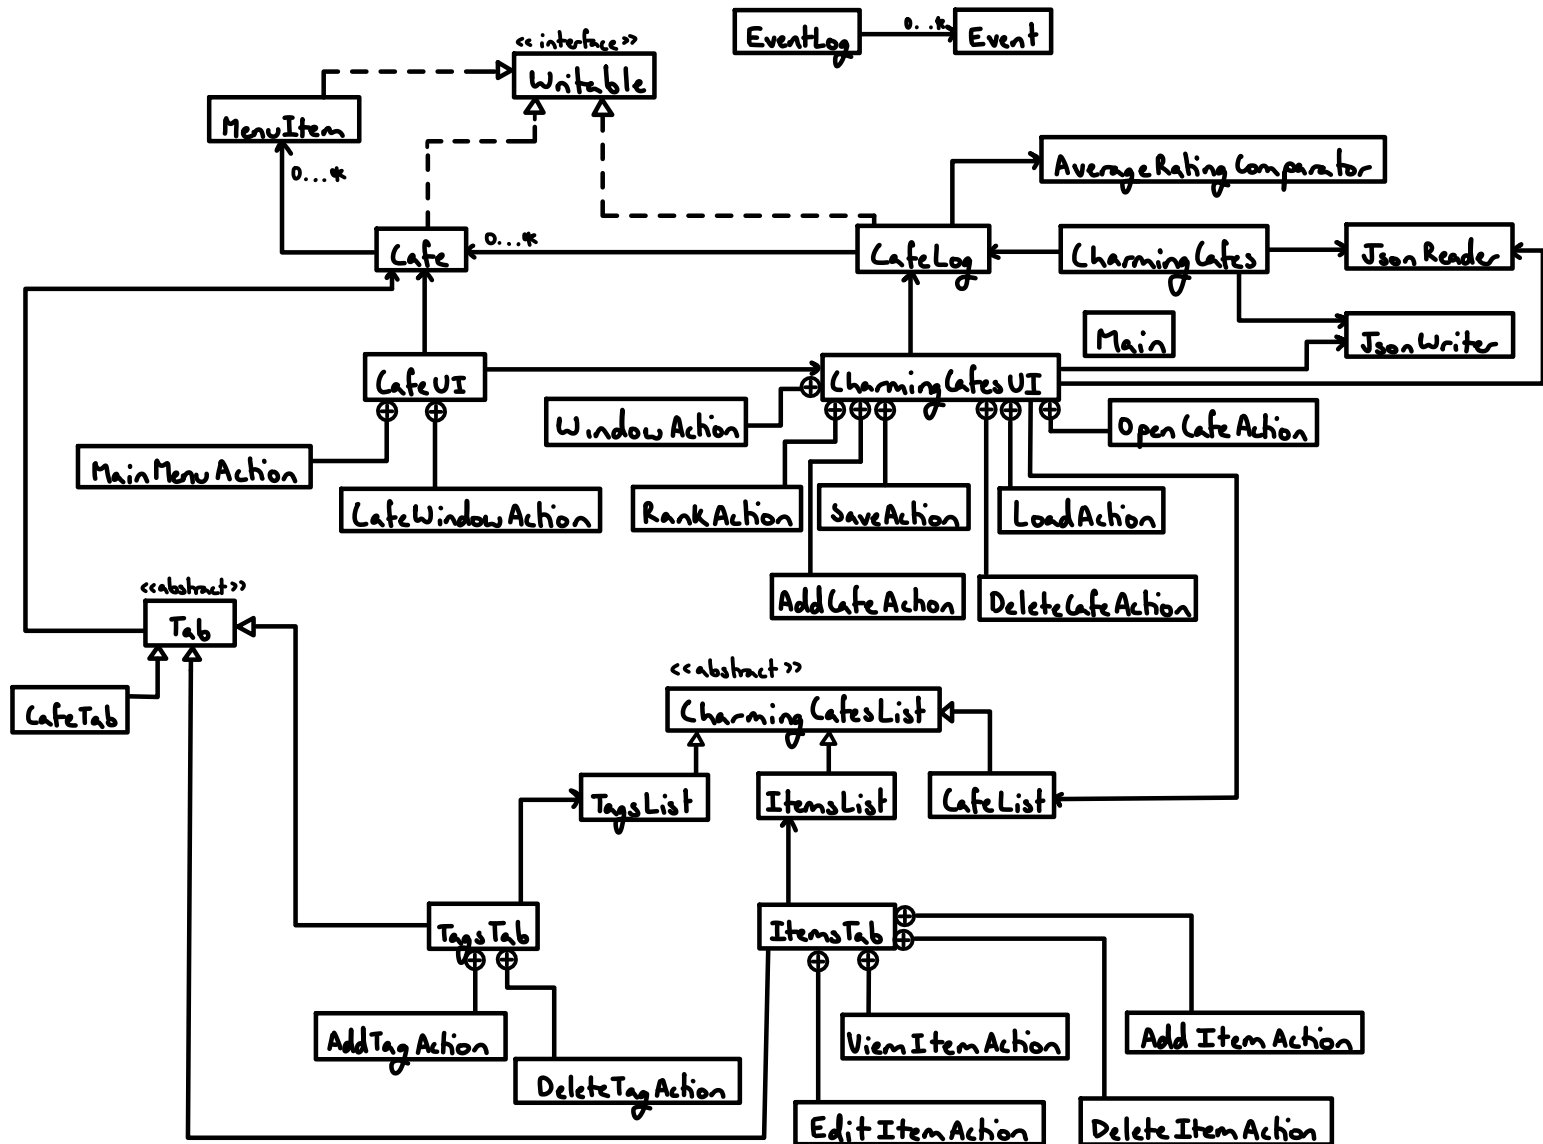 EventLog
0...*
Event
<< interface >>
Writable
MenuItem
0...*
AverageRatingComparator
Cafe
0...*
CafeLog
CharmingCafes
JsonReader
Main
JsonWriter
CafeUI
CharmingCafesUI
WindowAction
OpenCafeAction
MainMenuAction
CafeWindowAction
RankAction
SaveAction
LoadAction
AddCafeAction
DeleteCafeAction
<<abstract>>
Tab
CafeTab
<<abstract>>
CharmingCafesList
TagsList
ItemsList
CafeList
TagsTab
ItemsTab
AddTagAction
ViewItemAction
AddItemAction
DeleteTagAction
EditItemAction
DeleteItemAction